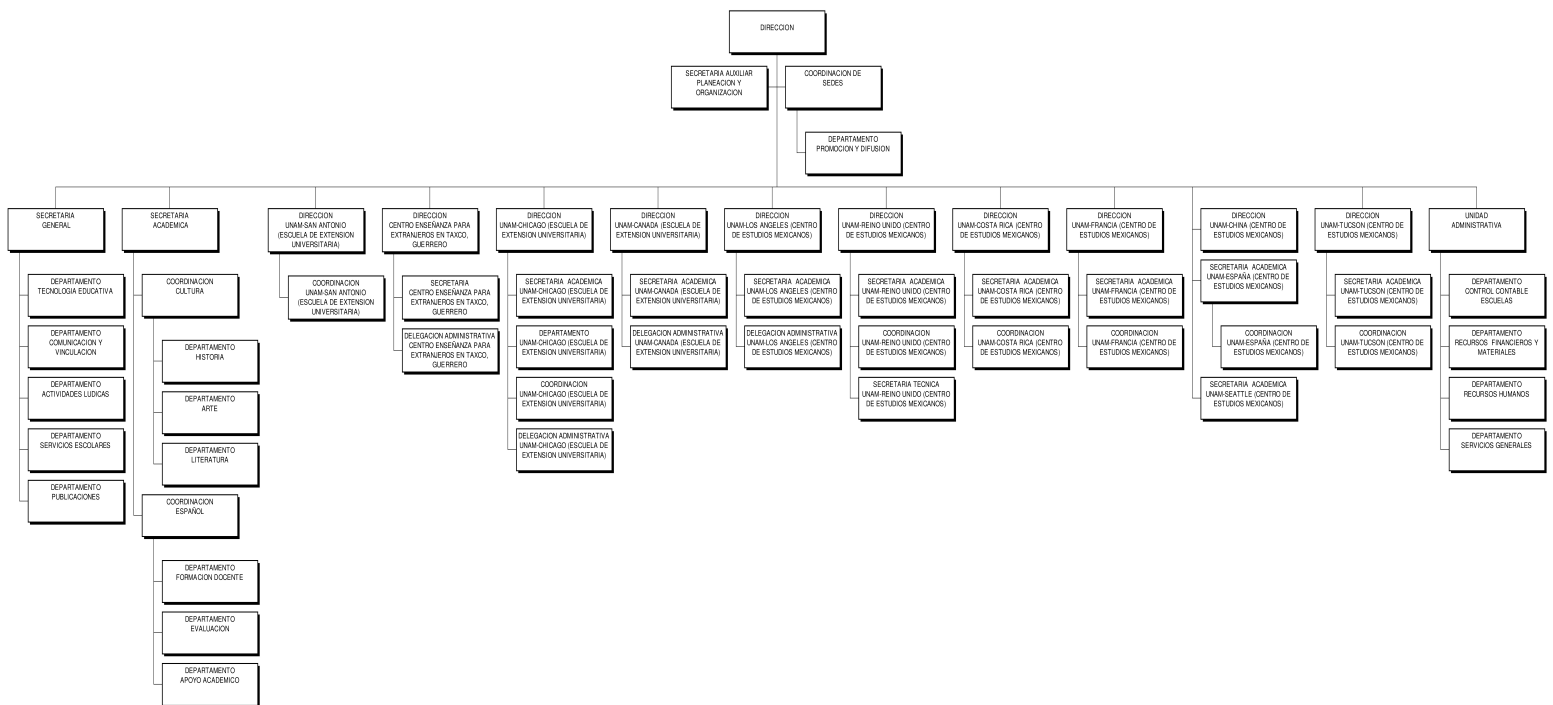 DIRECCION
SECRETARIA AUXILIAR
PLANEACION Y
ORGANIZACION
COORDINACION DE
SEDES
DEPARTAMENTO
PROMOCION Y DIFUSION
SECRETARIA
GENERAL
DEPARTAMENTO
TECNOLOGIA EDUCATIVA
DEPARTAMENTO
COMUNICACION Y
VINCULACION
DEPARTAMENTO
ACTIVIDADES LUDICAS
DEPARTAMENTO
SERVICIOS ESCOLARES
DEPARTAMENTO
PUBLICACIONES
SECRETARIA
ACADEMICA
COORDINACION
CULTURA
DEPARTAMENTO
HISTORIA
DEPARTAMENTO
ARTE
DEPARTAMENTO
LITERATURA
COORDINACION
ESPAÑOL
DEPARTAMENTO
FORMACION DOCENTE
DEPARTAMENTO
EVALUACION
DEPARTAMENTO
APOYO ACADEMICO
DIRECCION
UNAM-SAN ANTONIO
(ESCUELA DE EXTENSION
UNIVERSITARIA)
COORDINACION
UNAM-SAN ANTONIO
(ESCUELA DE EXTENSION
UNIVERSITARIA)
DIRECCION
CENTRO ENSEÑANZA PARA
EXTRANJEROS EN TAXCO,
GUERRERO
SECRETARIA
CENTRO ENSEÑANZA PARA
EXTRANJEROS EN TAXCO,
GUERRERO
DELEGACION ADMINISTRATIVA
CENTRO ENSEÑANZA PARA
EXTRANJEROS EN TAXCO,
GUERRERO
DIRECCION
UNAM-CHICAGO (ESCUELA DE
EXTENSION UNIVERSITARIA)
SECRETARIA ACADEMICA
UNAM-CHICAGO (ESCUELA DE
EXTENSION UNIVERSITARIA)
DEPARTAMENTO
UNAM-CHICAGO (ESCUELA DE
EXTENSION UNIVERSITARIA)
COORDINACION
UNAM-CHICAGO (ESCUELA DE
EXTENSION UNIVERSITARIA)
DELEGACION ADMINISTRATIVA
UNAM-CHICAGO (ESCUELA DE
EXTENSION UNIVERSITARIA)
DIRECCION
UNAM-CANADA (ESCUELA DE
EXTENSION UNIVERSITARIA)
SECRETARIA ACADEMICA
UNAM-CANADA (ESCUELA DE
EXTENSION UNIVERSITARIA)
DELEGACION ADMINISTRATIVA
UNAM-CANADA (ESCUELA DE
EXTENSION UNIVERSITARIA)
DIRECCION
UNAM-LOS ANGELES (CENTRO
DE ESTUDIOS MEXICANOS)
SECRETARIA ACADEMICA
UNAM-LOS ANGELES (CENTRO
DE ESTUDIOS MEXICANOS)
DELEGACION ADMINISTRATIVA
UNAM-LOS ANGELES (CENTRO
DE ESTUDIOS MEXICANOS)
DIRECCION
UNAM-REINO UNIDO (CENTRO
DE ESTUDIOS MEXICANOS)
SECRETARIA ACADEMICA
UNAM-REINO UNIDO (CENTRO
DE ESTUDIOS MEXICANOS)
COORDINACION
UNAM-REINO UNIDO (CENTRO
DE ESTUDIOS MEXICANOS)
SECRETARIA TECNICA
UNAM-REINO UNIDO (CENTRO
DE ESTUDIOS MEXICANOS)
DIRECCION
UNAM-COSTA RICA (CENTRO
DE ESTUDIOS MEXICANOS)
SECRETARIA ACADEMICA
UNAM-COSTA RICA (CENTRO
DE ESTUDIOS MEXICANOS)
COORDINACION
UNAM-COSTA RICA (CENTRO
DE ESTUDIOS MEXICANOS)
DIRECCION
UNAM-FRANCIA (CENTRO DE
ESTUDIOS MEXICANOS)
SECRETARIA ACADEMICA
UNAM-FRANCIA (CENTRO DE
ESTUDIOS MEXICANOS)
COORDINACION
UNAM-FRANCIA (CENTRO DE
ESTUDIOS MEXICANOS)
DIRECCION
UNAM-CHINA (CENTRO DE
ESTUDIOS MEXICANOS)
SECRETARIA ACADEMICA
UNAM-ESPAÑA (CENTRO DE
ESTUDIOS MEXICANOS)
COORDINACION
UNAM-ESPAÑA (CENTRO DE
ESTUDIOS MEXICANOS)
SECRETARIA ACADEMICA
UNAM-SEATTLE (CENTRO DE
ESTUDIOS MEXICANOS)
DIRECCION
UNAM-TUCSON (CENTRO DE
ESTUDIOS MEXICANOS)
SECRETARIA ACADEMICA
UNAM-TUCSON (CENTRO DE
ESTUDIOS MEXICANOS)
COORDINACION
UNAM-TUCSON (CENTRO DE
ESTUDIOS MEXICANOS)
UNIDAD
ADMINISTRATIVA
DEPARTAMENTO
CONTROL CONTABLE
ESCUELAS
DEPARTAMENTO
RECURSOS FINANCIEROS Y
MATERIALES
DEPARTAMENTO
RECURSOS HUMANOS
DEPARTAMENTO
SERVICIOS GENERALES